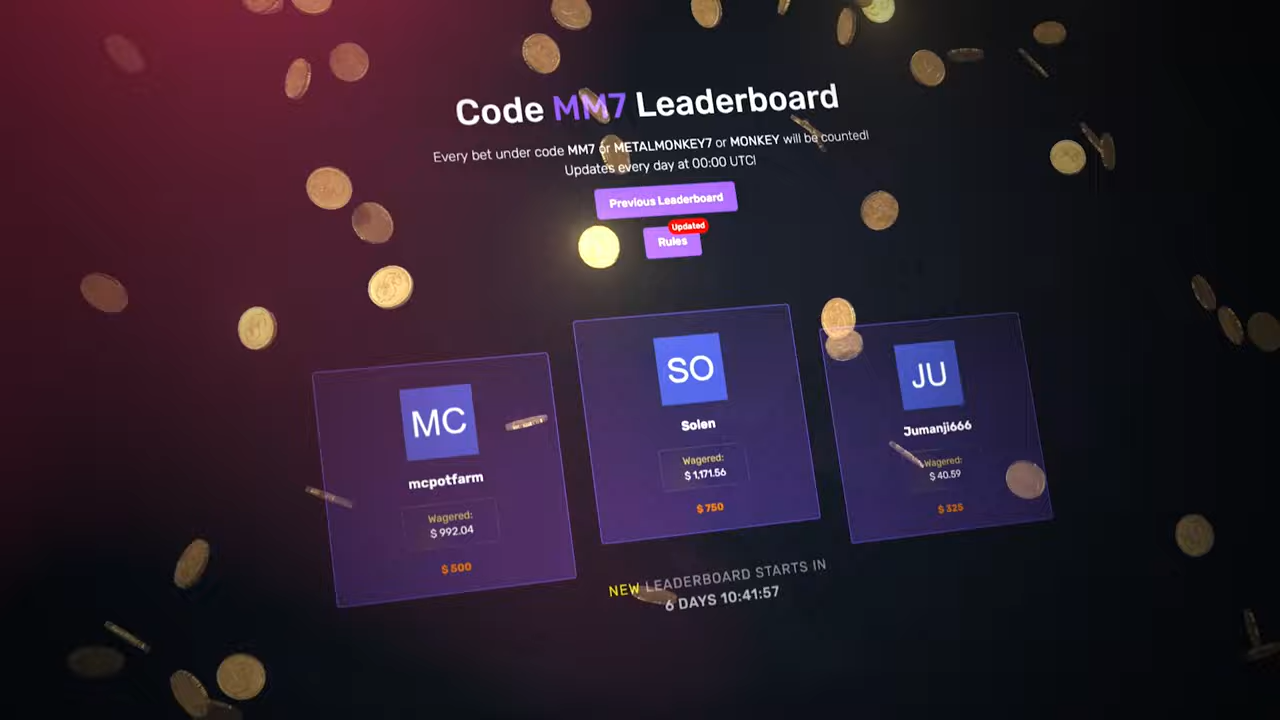 Code MM7 Leaderboard
Every bet under code MM7 or METALMONKEY7 or MONKEY will be counted!
Updates every day at 00:00 UTC!
Previous Leaderboard
Updated
Rules
MC
mcpotfarm
Wagered:
$ 992.04
$ 500
SO
Solen
Wagered:
$ 1,171.56
$ 750
JU
Jumanji666
Wagered:
$ 40.59
$ 325
NEW LEADERBOARD STARTS IN
6 DAYS 10:41:57